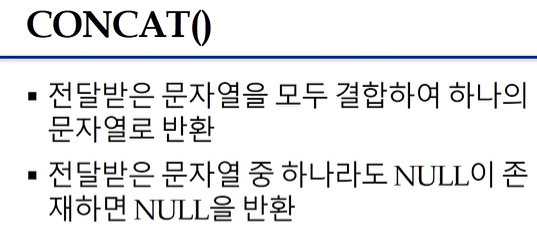 CONCAT()
▪ 전달받은 문자열을 모두 결합하여 하나의
문자열로 반환
▪ 전달받은 문자열 중 하나라도 NULL이 존
재하면 NULL을 반환